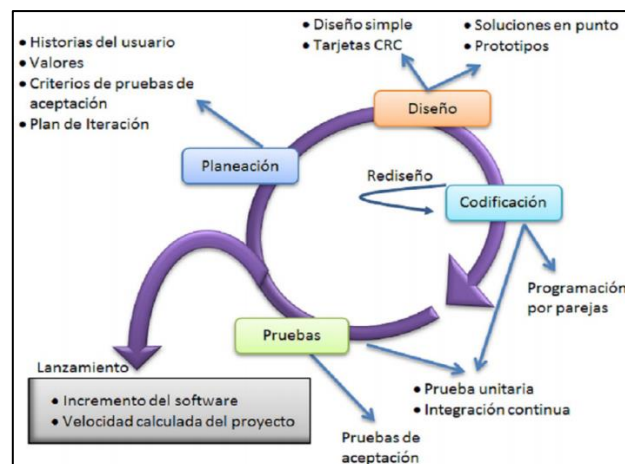 • Historias del usuario
• Valores
• Criterios de pruebas de
aceptación
• Plan de Iteración
• Diseño simple
• Tarjetas CRC
• Soluciones en punto
• Prototipos
Diseño
Planeación
Rediseño
Codificación
Programación
por parejas
Pruebas
Lanzamiento
• Incremento del software
• Velocidad calculada del proyecto
• Prueba unitaria
• Integración continua
Pruebas de
aceptación